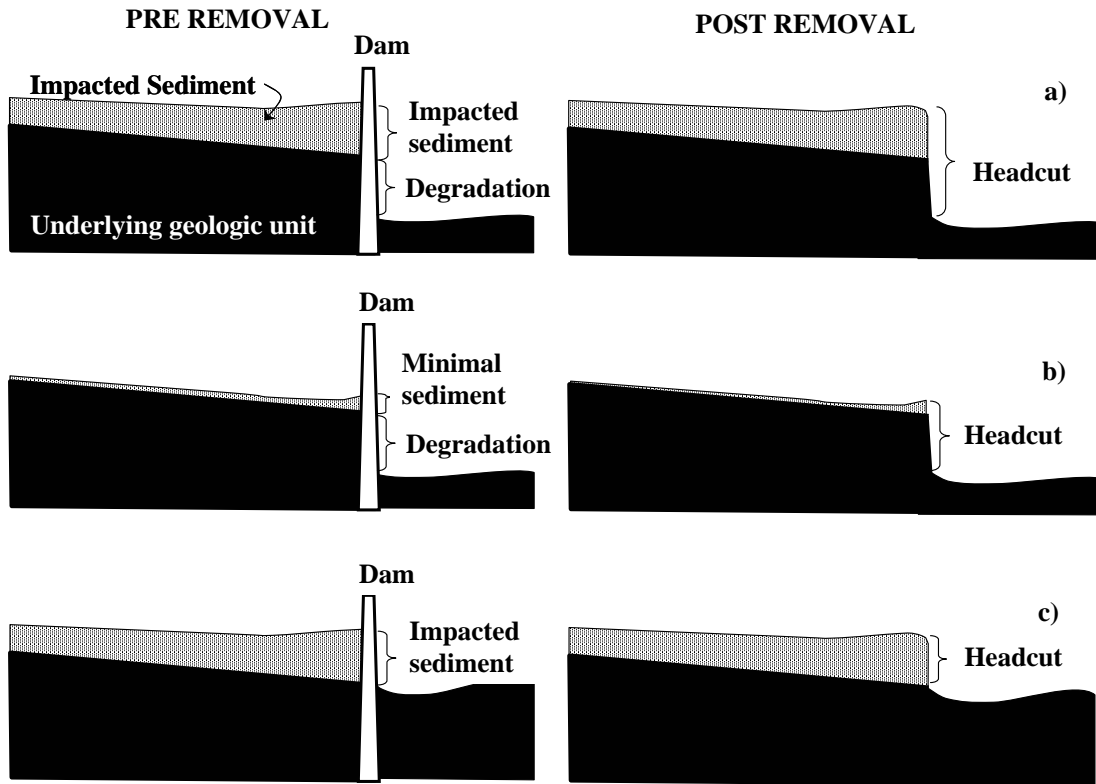 PRE REMOVAL
POST REMOVAL
Dam
Impacted Sediment
Impacted
sediment
Degradation
Underlying geologic unit
a)
Headcut
Dam
Minimal
sediment
Degradation
b)
Headcut
Dam
Impacted
sediment
c)
Headcut